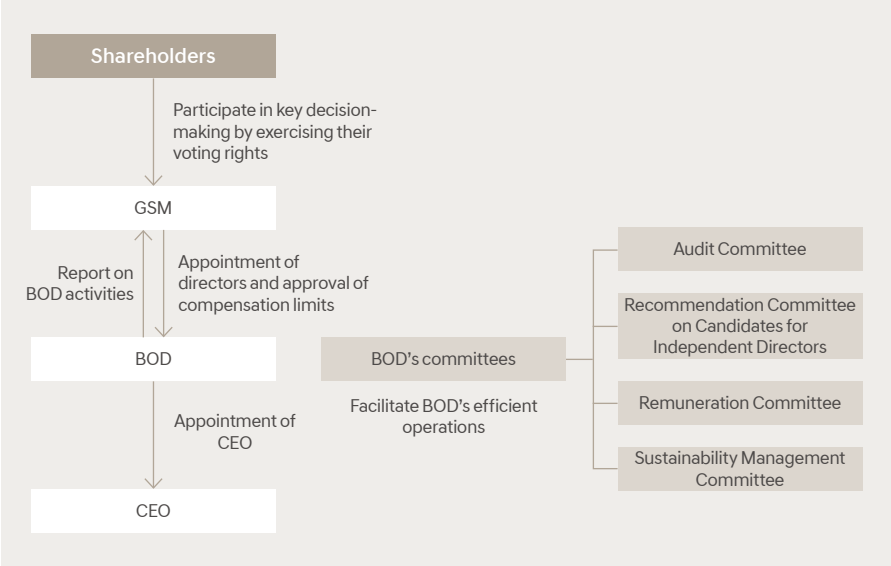 Shareholders
Participate in key decision-
making by exercising their
voting rights
GSM
Report on
BOD activities
Appointment of
directors and approval of
compensation limits
BOD
Appointment of
CEO
CEO
BOD's committees
Facilitate BOD's efficient
operations
Audit Committee
Recommendation Committee
on Candidates for
Independent Directors
Remuneration Committee
Sustainability Management
Committee